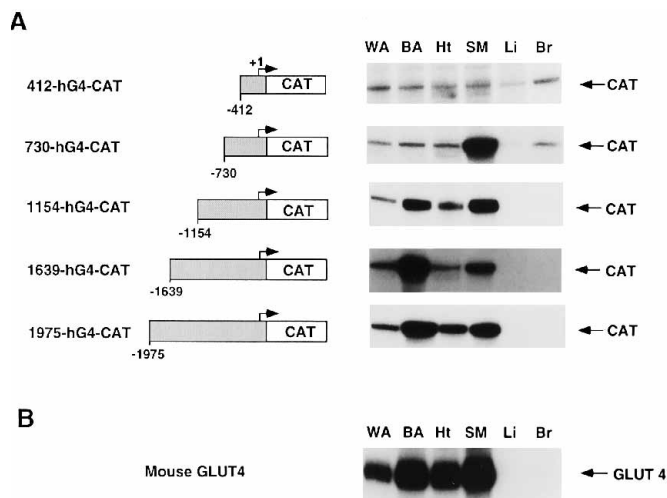 A
WA BA Ht SM Li Br
412-hG4-CAT
+1
CAT
-412
CAT
730-hG4-CAT
CAT
-730
CAT
1154-hG4-CAT
CAT
-1154
CAT
1639-hG4-CAT
CAT
-1639
CAT
1975-hG4-CAT
CAT
-1975
CAT
B
WA BA Ht SM Li Br
Mouse GLUT4
GLUT 4